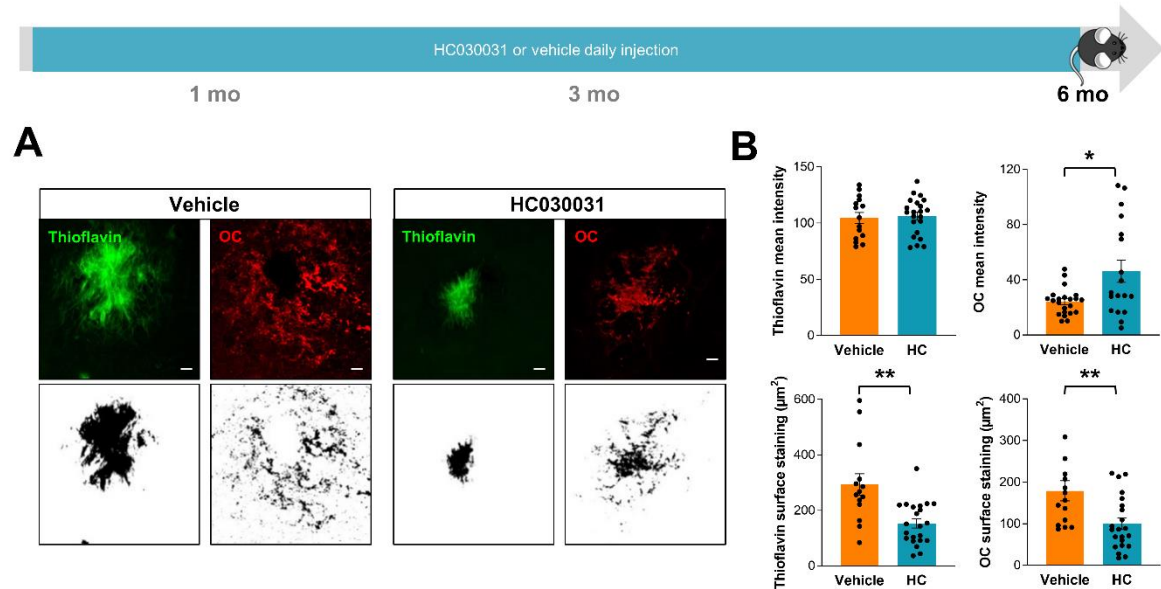 HC030031 or vehicle daily injection
1 mo
3 mo
6 mo
A
Vehicle
HC030031
Thioflavin
OC
Thioflavin
OC
B
Thioflavin mean intensity
150
100
50
0
Vehicle
HC
OC mean intensity
120
80
40
0
*
Vehicle
HC
Thioflavin surface staining (µm²)
600
400
200
0
**
Vehicle
HC
OC surface staining (µm²)
400
300
200
100
0
**
Vehicle
HC